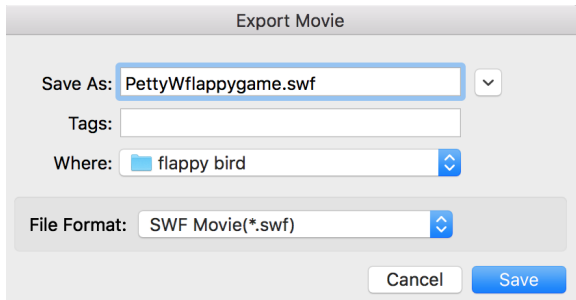 Export Movie
Save As: PettyWflappygame.swf
Tags:
Where: flappy bird
File Format: SWF Movie(*.swf)
Cancel Save